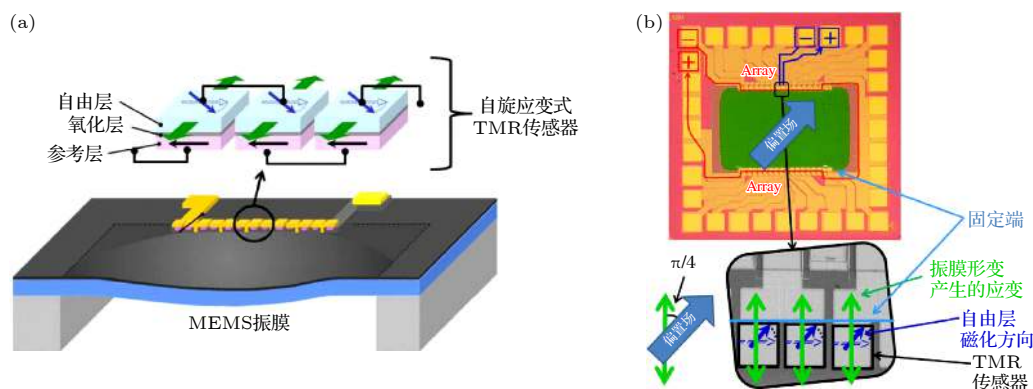 (a)
自由层
氧化层
参考层
自旋应变式
TMR传感器
MEMS振膜
(b)
−
+
−
+
Array
偏置场
Array
固定端
π/4
偏置场
振膜形变
产生的应变
自由层
磁化方向
TMR
传感器